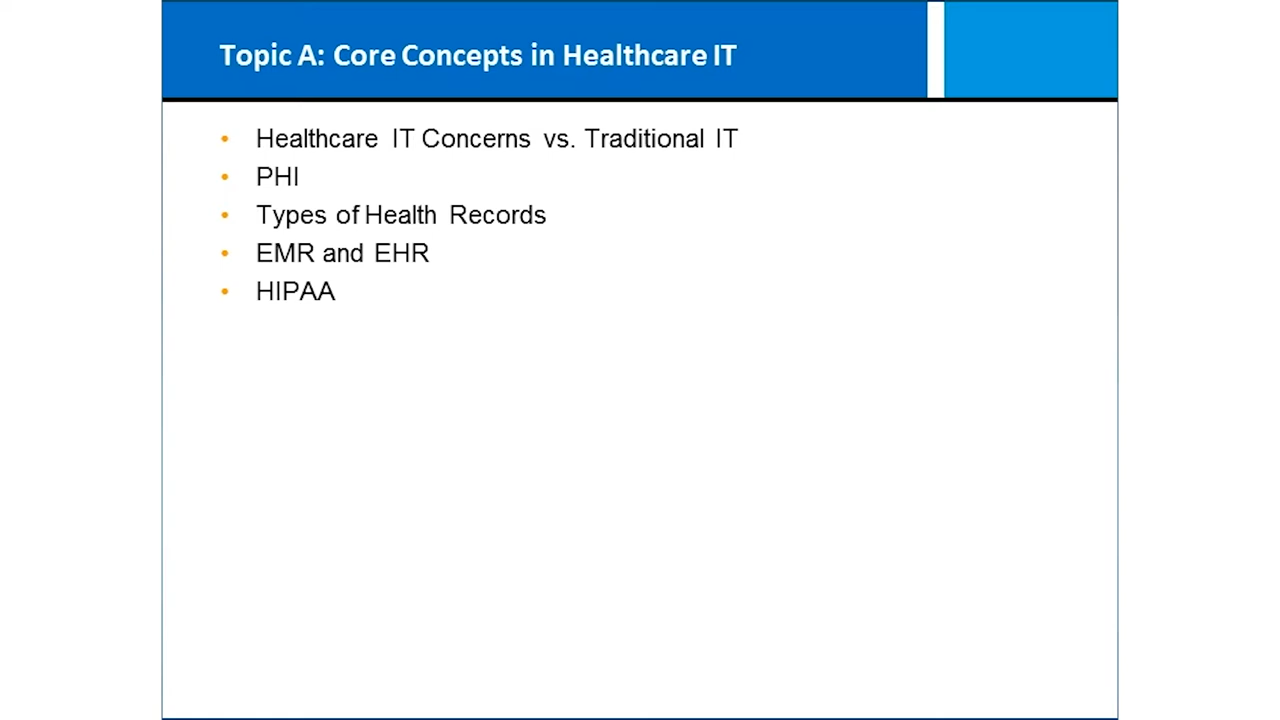 Topic A: Core Concepts in Healthcare IT
• Healthcare IT Concerns vs. Traditional IT
• PHI
• Types of Health Records
• EMR and EHR
• HIPAA